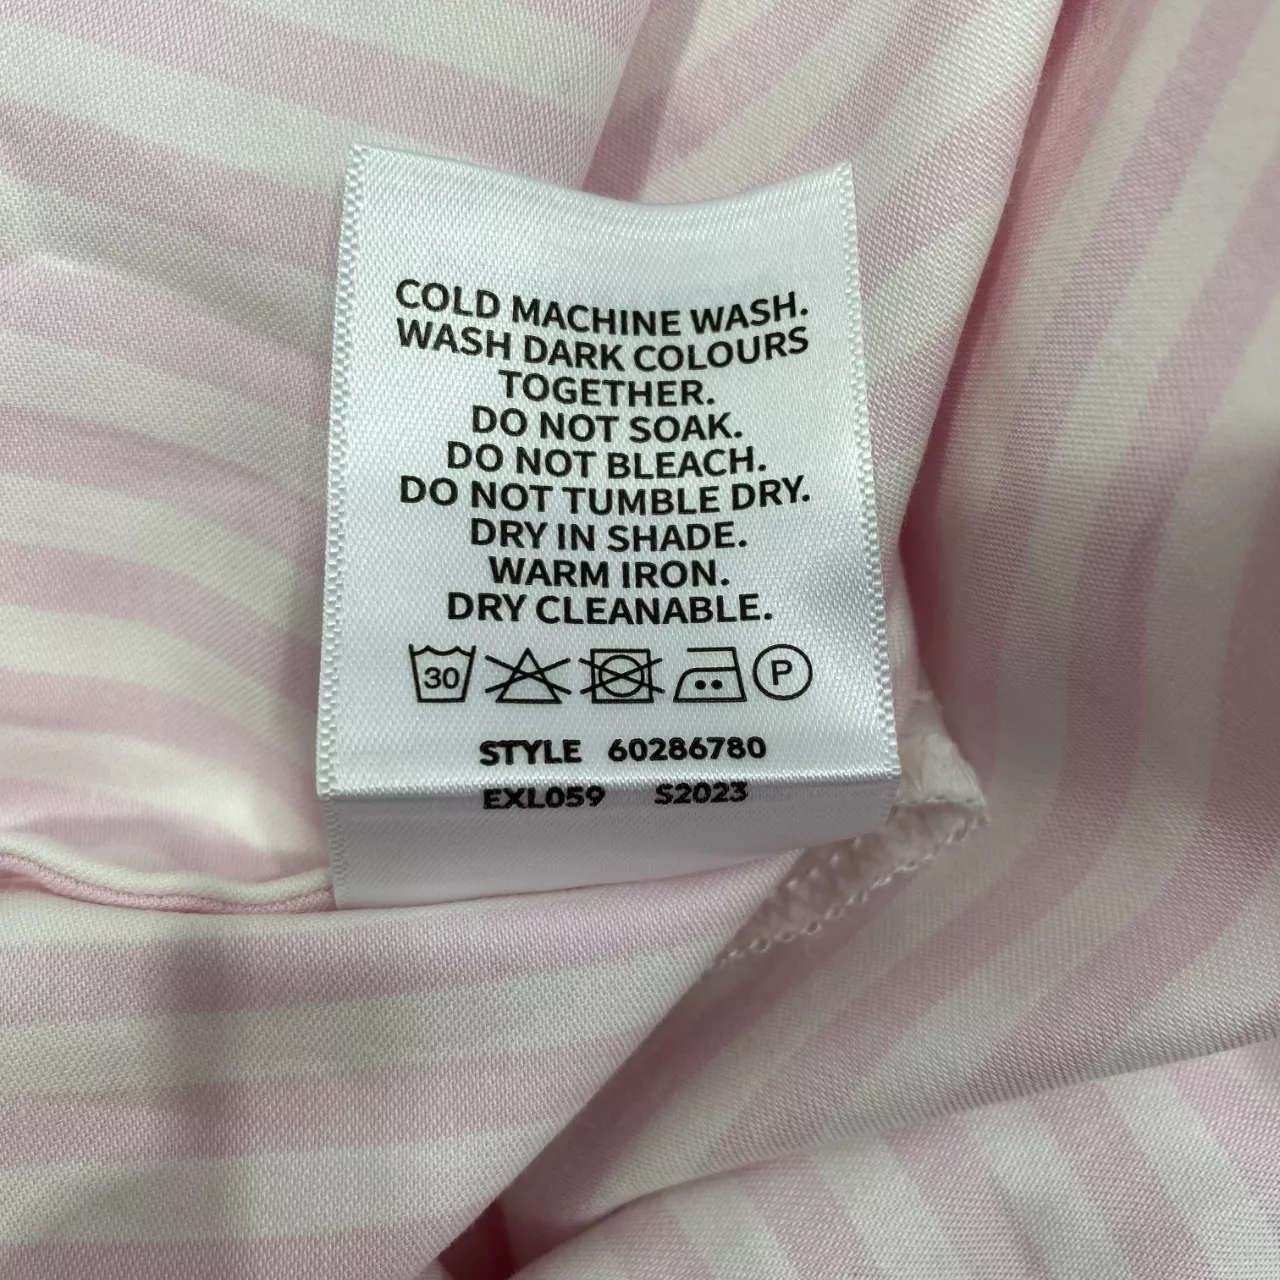 COLD MACHINE WASH.
WASH DARK COLOURS
TOGETHER.
DO NOT SOAK.
DO NOT BLEACH.
DO NOT TUMBLE DRY.
DRY IN SHADE.
WARM IRON.
DRY CLEANABLE.
30 P
STYLE 60286780
EXL059 S2023